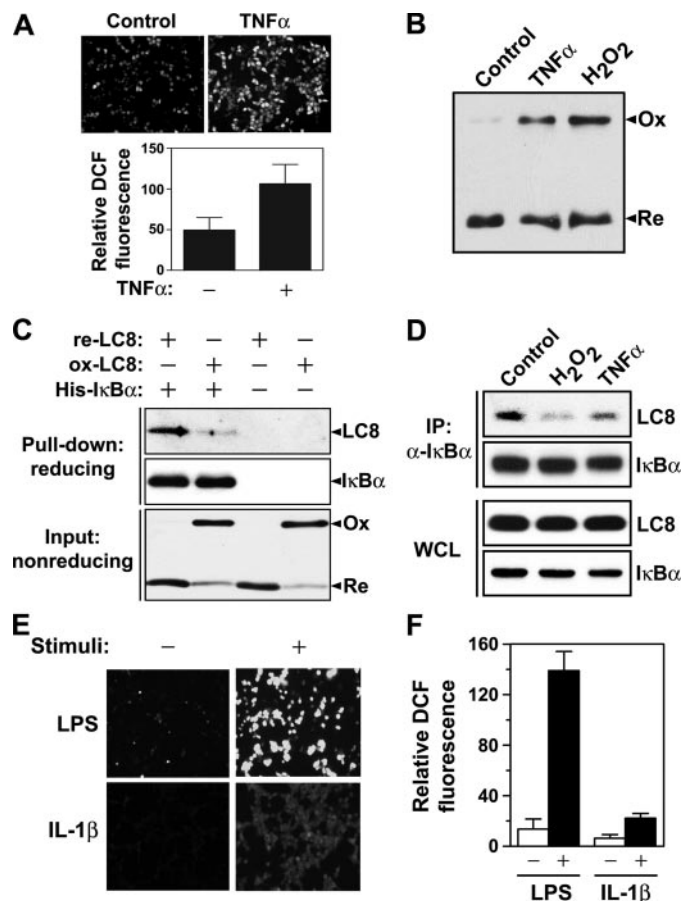 A
Control TNFα
Relative DCF fluorescence
150
100
50
0
TNFα: − +
B
Control TNFα H2O2
Ox
Re
C
re-LC8: + − + −
ox-LC8: − + − +
His-IκBα: + + − −
Pull-down: reducing
LC8
IκBα
Input: nonreducing
Ox
Re
D
Control H2O2 TNFα
IP: α-IκBα
LC8
IκBα
WCL
LC8
IκBα
E
Stimuli: − +
LPS
IL-1β
F
Relative DCF fluorescence
160
120
80
40
0
− + − +
LPS IL-1β